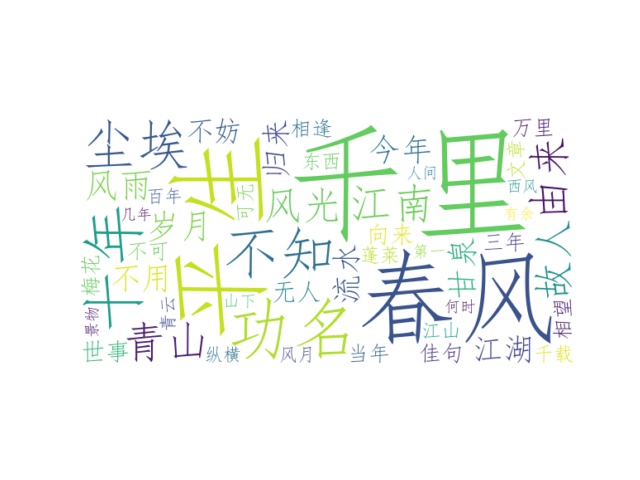 尘埃
不妨
归来
相逢
千里
万里
东西
今年
人间
文章
由来
风雨
百年
平生
可无
风光
江南
西风
有余
几年
十年
岁月
不知
向来
春风
故人
梅花
不可
不用
流水
蓬莱
第一
甘泉
三年
无人
景物
青云
山下
功名
何时
江山
相望
世事
青山
纵横
风月
当年
佳句
江湖
千载